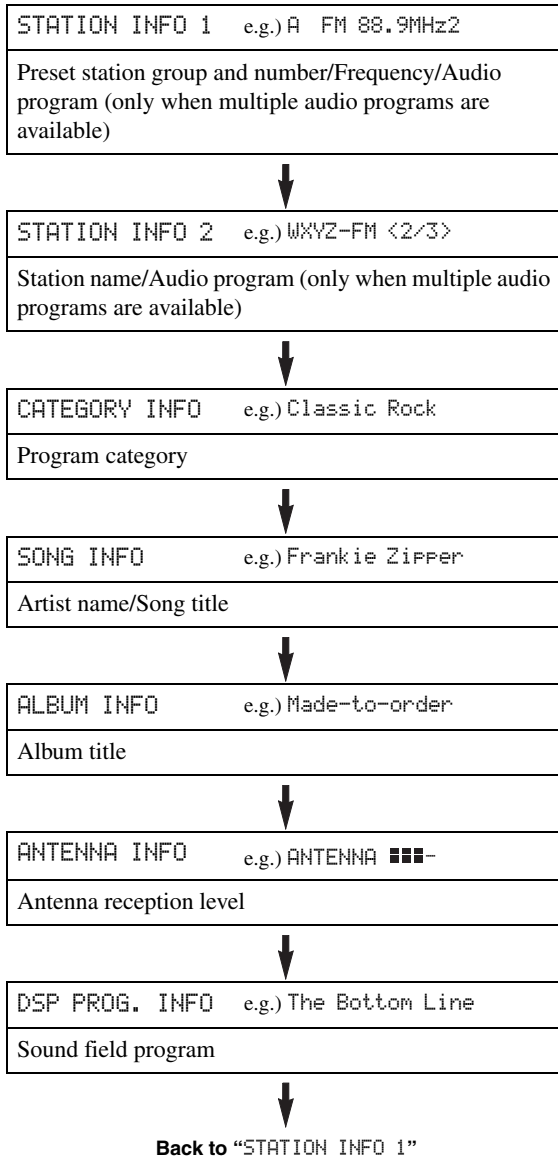 STATION INFO 1 e.g.) A FM 88.9MHz2
Preset station group and number/Frequency/Audio
program (only when multiple audio programs are
available)
STATION INFO 2 e.g.) WXYZ-FM <2/3>
Station name/Audio program (only when multiple audio
programs are available)
CATEGORY INFO e.g.) Classic Rock
Program category
SONG INFO e.g.) Frankie Zipper
Artist name/Song title
ALBUM INFO e.g.) Made-to-order
Album title
ANTENNA INFO e.g.) ANTENNA
Antenna reception level
DSP PROG. INFO e.g.) The Bottom Line
Sound field program
Back to “STATION INFO 1”